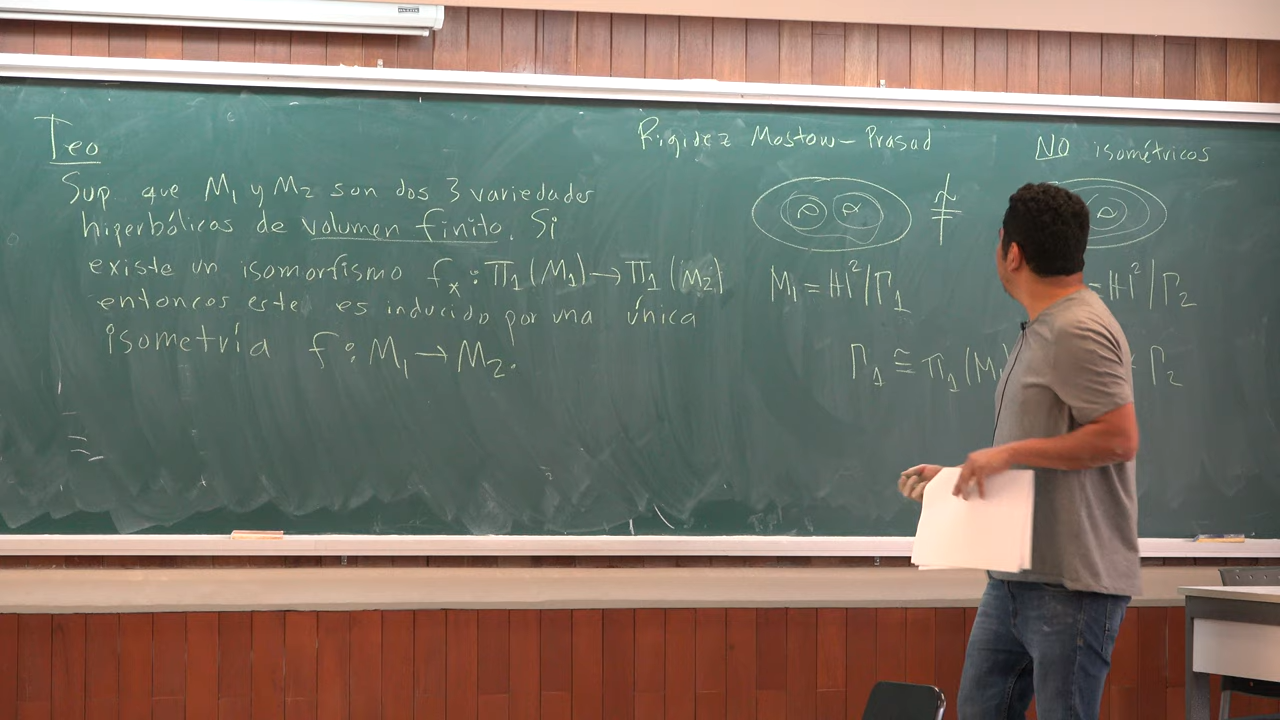 Teo
Sup. que M₁ y M₂ son dos 3 variedades
hiperbólicas de volumen finito. Si
existe un isomorfismo f* : π₁(M₁) → π₁(M₂)
entonces este es inducido por una única
isometría f : M₁ → M₂.
Rigidez Mostow-Prasad
NO isométricos
≄
M₁ = ℍ²/Γ₁
= ℍ²/Γ₂
Γ₁ ≅ π₁(M₁
Γ₂